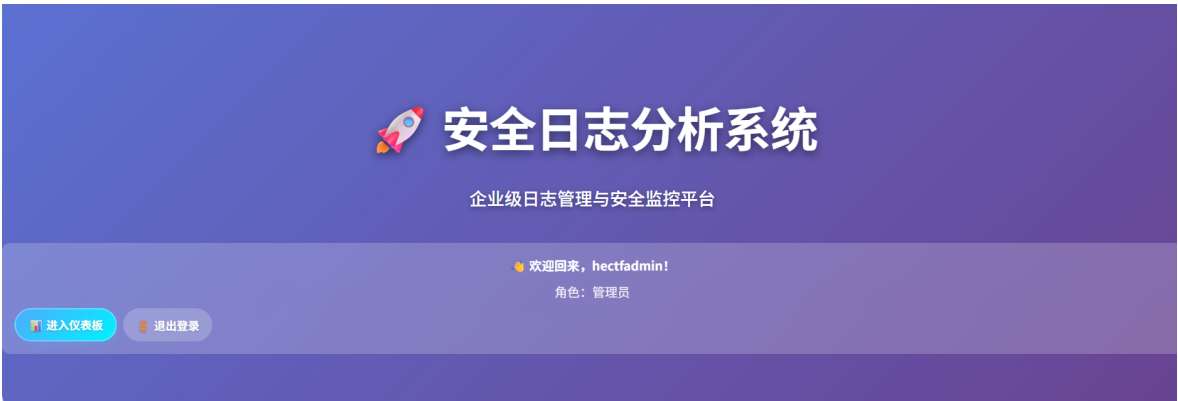 🚀 安全日志分析系统
企业级日志管理与安全监控平台
👋 欢迎回来，hectfadmin！
角色：管理员
📊 进入仪表板 🚪 退出登录